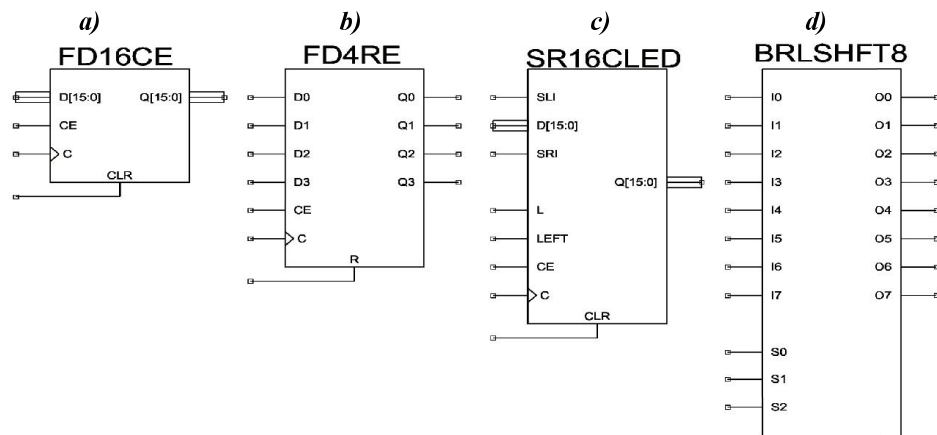 a)
FD16CE
D[15:0] Q[15:0]
CE
C
CLR
b)
FD4RE
D0 Q0
D1 Q1
D2 Q2
D3 Q3
CE
C
R
c)
SR16CLED
SLI
D[15:0]
SRI
Q[15:0]
L
LEFT
CE
C
CLR
d)
BRLSHFT8
I0 O0
I1 O1
I2 O2
I3 O3
I4 O4
I5 O5
I6 O6
I7 O7
S0
S1
S2